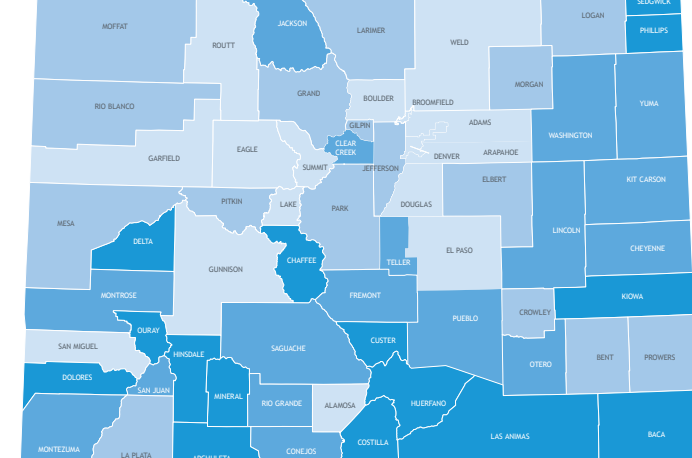 SEDGWICK
MOFFAT
JACKSON
LARIMER
LOGAN
PHILLIPS
ROUTT
WELD
RIO BLANCO
GRAND
BOULDER
BROOMFIELD
MORGAN
YUMA
GILPIN
ADAMS
WASHINGTON
CLEAR
CREEK
GARFIELD
EAGLE
SUMMIT
JEFFERSON
DENVER
ARAPAHOE
KIT CARSON
ELBERT
PITKIN
LAKE
PARK
DOUGLAS
MESA
DELTA
LINCOLN
CHEYENNE
EL PASO
CHAFFEE
TELLER
GUNNISON
MONTROSE
FREMONT
KIOWA
PUEBLO
CROWLEY
OURAY
SAN MIGUEL
HINSDALE
SAGUACHE
CUSTER
BENT
PROWERS
OTERO
DOLORES
SAN JUAN
MINERAL
RIO GRANDE
ALAMOSA
HUERFANO
LAS ANIMAS
BACA
COSTILLA
MONTEZUMA
LA PLATA
ARCHULETA
CONEJOS